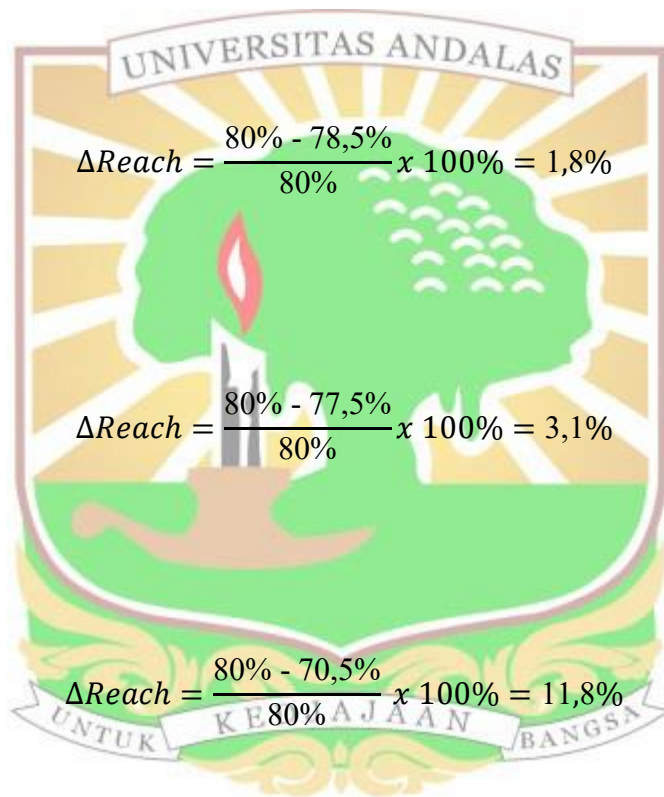 UNIVERSITAS ANDALAS
ΔReach = (80% - 78,5%)/80% x 100% = 1,8%
ΔReach = (80% - 77,5%)/80% x 100% = 3,1%
ΔReach = (80% - 70,5%)/80% x 100% = 11,8%
UNTUK KEDJAJAAN BANGSA